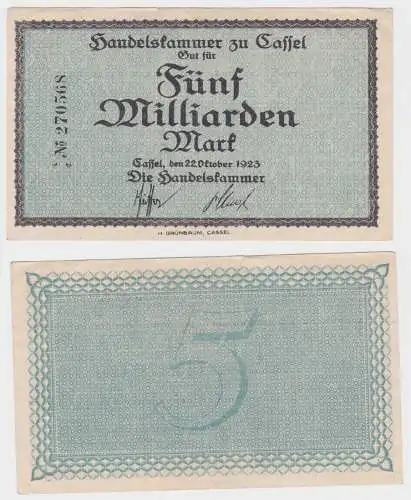 Handelskammer zu Cassel
Gut für
Fünf
Milliarden
Mark
Cassel, den 22.Oktober 1923
Die Handelskammer
№ 270568
H. GRÜNBAUM, CASSEL
5